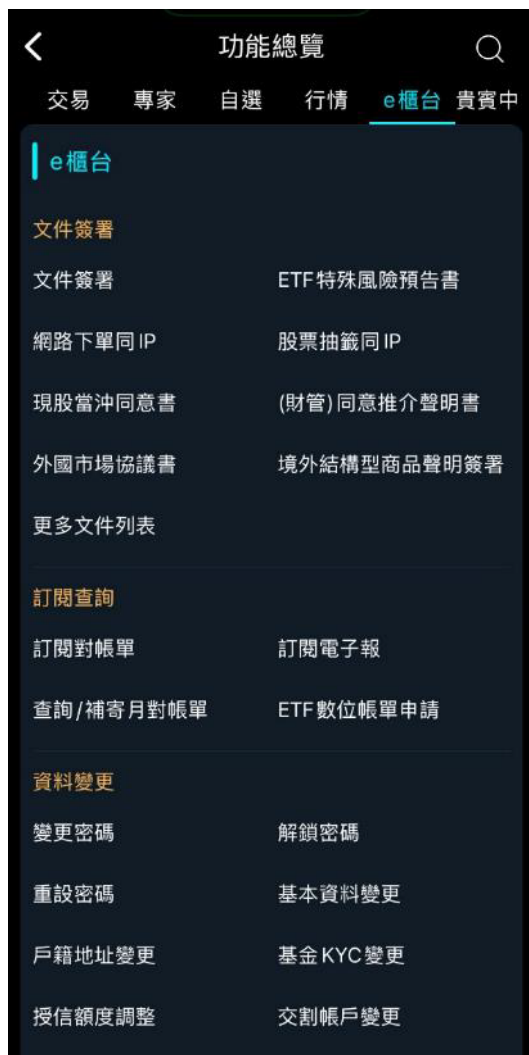 功能總覽
交易 專家 自選 行情 e櫃台 貴賓中
e櫃台
文件簽署
文件簽署 ETF特殊風險預告書
網路下單同IP 股票抽籤同IP
現股當沖同意書 (財管)同意推介聲明書
外國市場協議書 境外結構型商品聲明簽署
更多文件列表
訂閱查詢
訂閱對帳單 訂閱電子報
查詢/補寄月對帳單 ETF數位帳單申請
資料變更
變更密碼 解鎖密碼
重設密碼 基本資料變更
戶籍地址變更 基金KYC變更
授信額度調整 交割帳戶變更